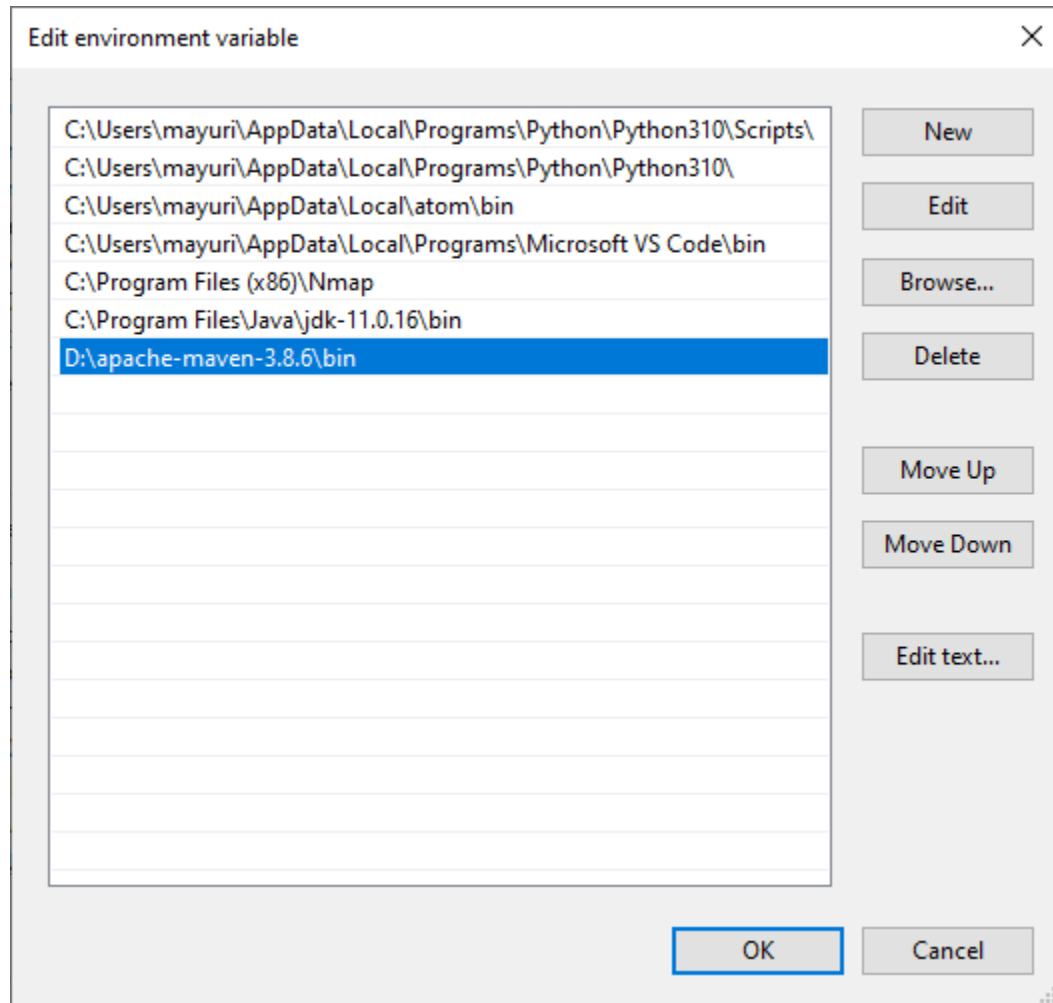 Edit environment variable
C:\Users\mayuri\AppData\Local\Programs\Python\Python310\Scripts\
C:\Users\mayuri\AppData\Local\Programs\Python\Python310\
C:\Users\mayuri\AppData\Local\atom\bin
C:\Users\mayuri\AppData\Local\Programs\Microsoft VS Code\bin
C:\Program Files (x86)\Nmap
C:\Program Files\Java\jdk-11.0.16\bin
D:\apache-maven-3.8.6\bin
New
Edit
Browse...
Delete
Move Up
Move Down
Edit text...
OK
Cancel